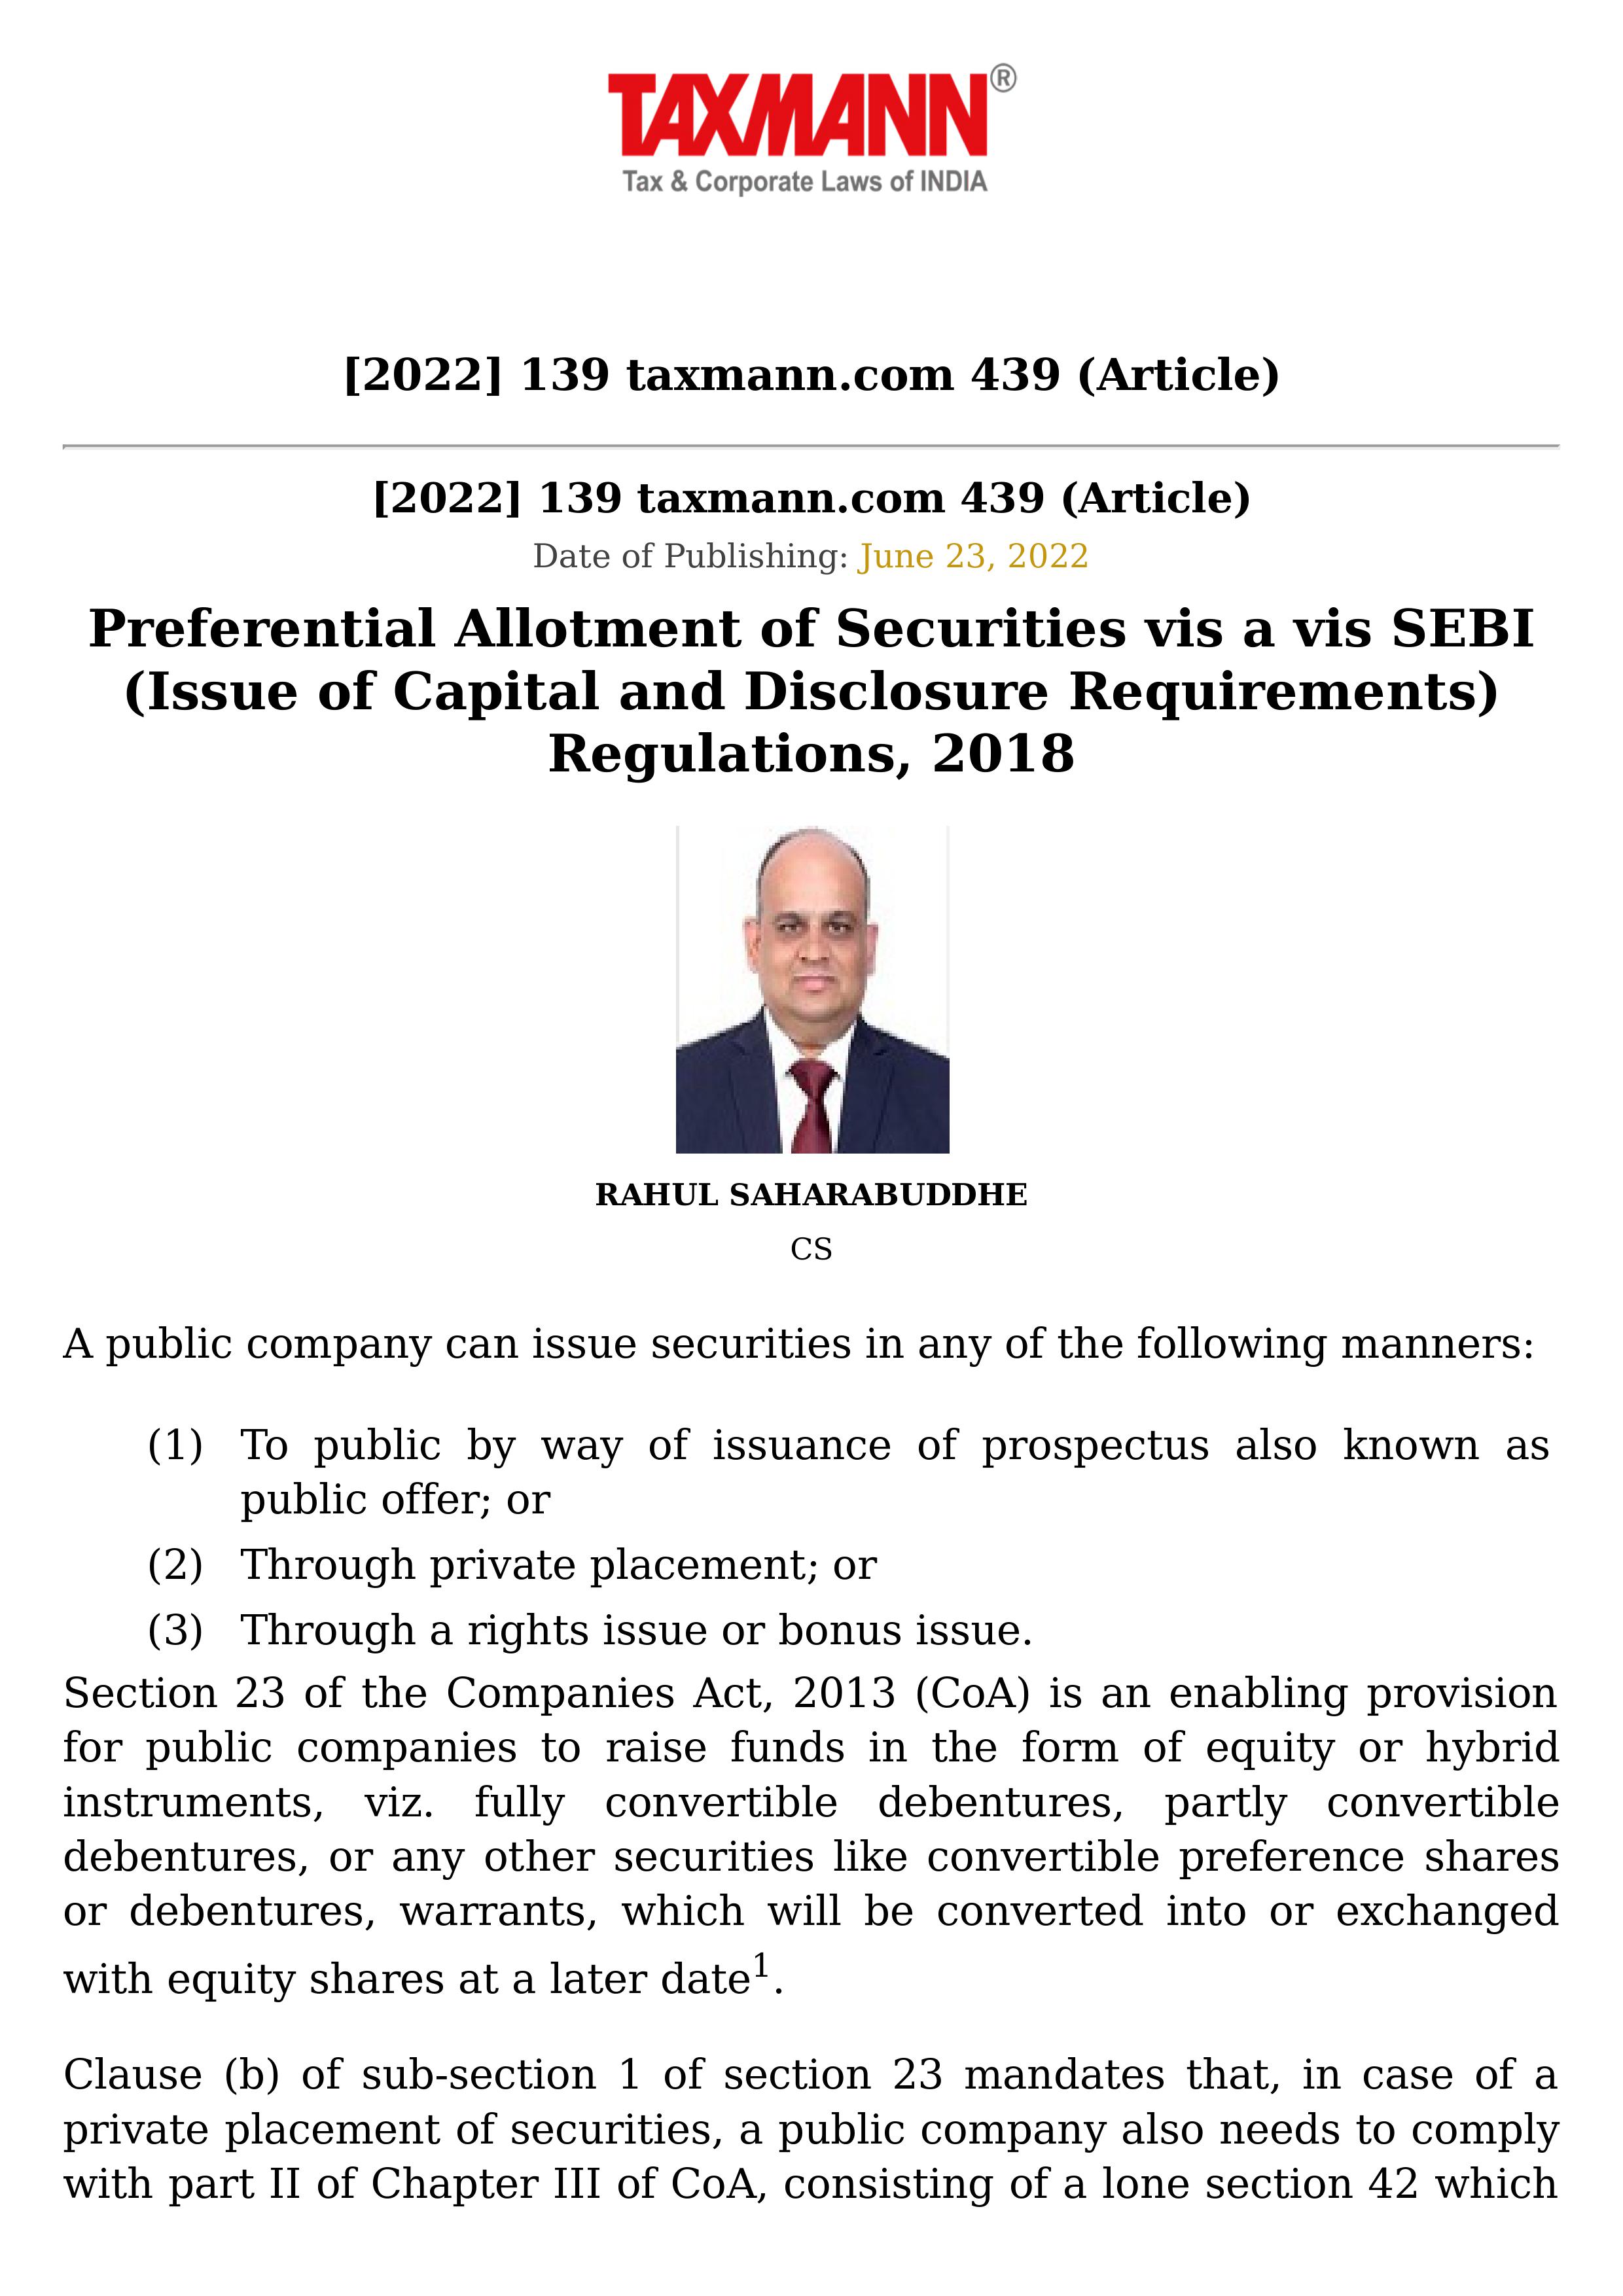 TAXMANN®
Tax & Corporate Laws of INDIA
[2022] 139 taxmann.com 439 (Article)
[2022] 139 taxmann.com 439 (Article)
Date of Publishing: June 23, 2022
Preferential Allotment of Securities vis a vis SEBI
(Issue of Capital and Disclosure Requirements)
Regulations, 2018
RAHUL SAHARABUDDHE
CS
A public company can issue securities in any of the following manners:
(1) To public by way of issuance of prospectus also known as
public offer; or
(2) Through private placement; or
(3) Through a rights issue or bonus issue.
Section 23 of the Companies Act, 2013 (CoA) is an enabling provision
for public companies to raise funds in the form of equity or hybrid
instruments, viz. fully convertible debentures, partly convertible
debentures, or any other securities like convertible preference shares
or debentures, warrants, which will be converted into or exchanged
with equity shares at a later date1.
Clause (b) of sub-section 1 of section 23 mandates that, in case of a
private placement of securities, a public company also needs to comply
with part II of Chapter III of CoA, consisting of a lone section 42 which